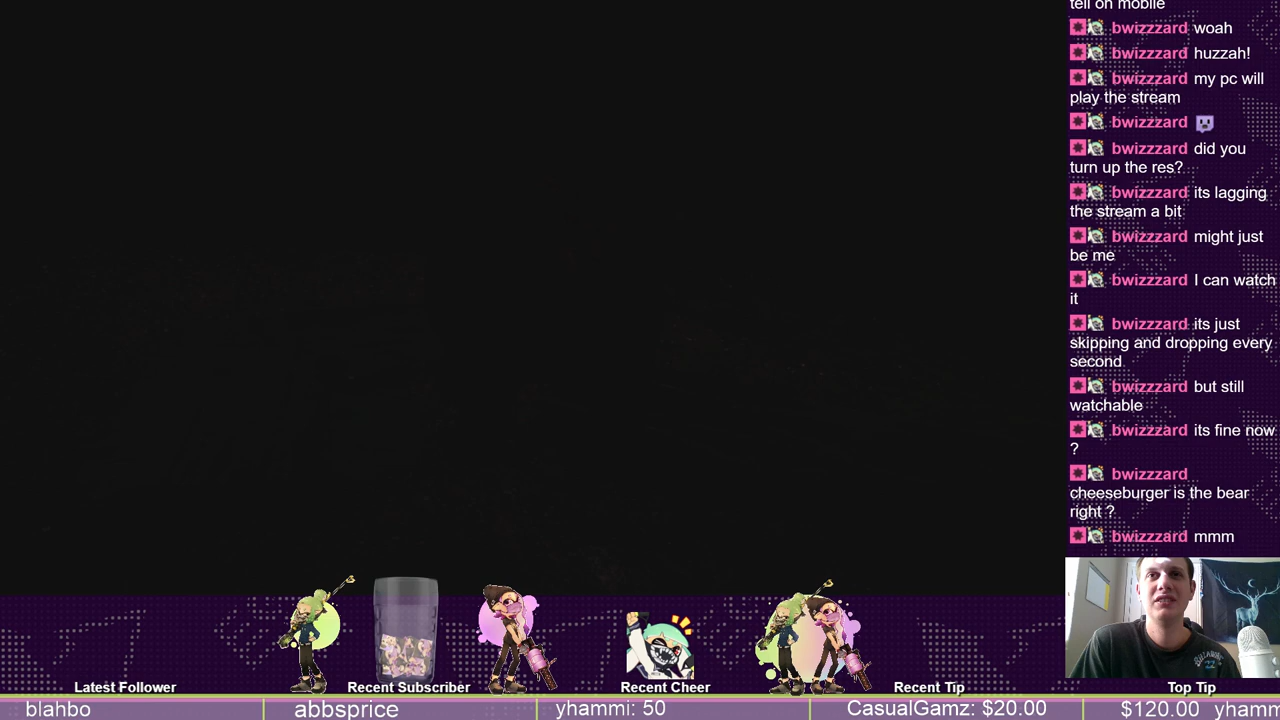 tell on mobile
bwizzzard woah
bwizzzard huzzah!
bwizzzard my pc will
play the stream
bwizzzard
bwizzzard did you
turn up the res?
bwizzzard its lagging
the stream a bit
bwizzzard might just
be me
bwizzzard I can watch
it
bwizzzard its just
skipping and dropping every
second
bwizzzard but still
watchable
bwizzzard its fine now
?
bwizzzard
cheeseburger is the bear
right ?
bwizzzard mmm
Latest Follower
Recent Subscriber
Recent Cheer
Recent Tip
Top Tip
blahbo
abbsprice
yhammi: 50
CasualGamz: $20.00
$120.00 yhamm